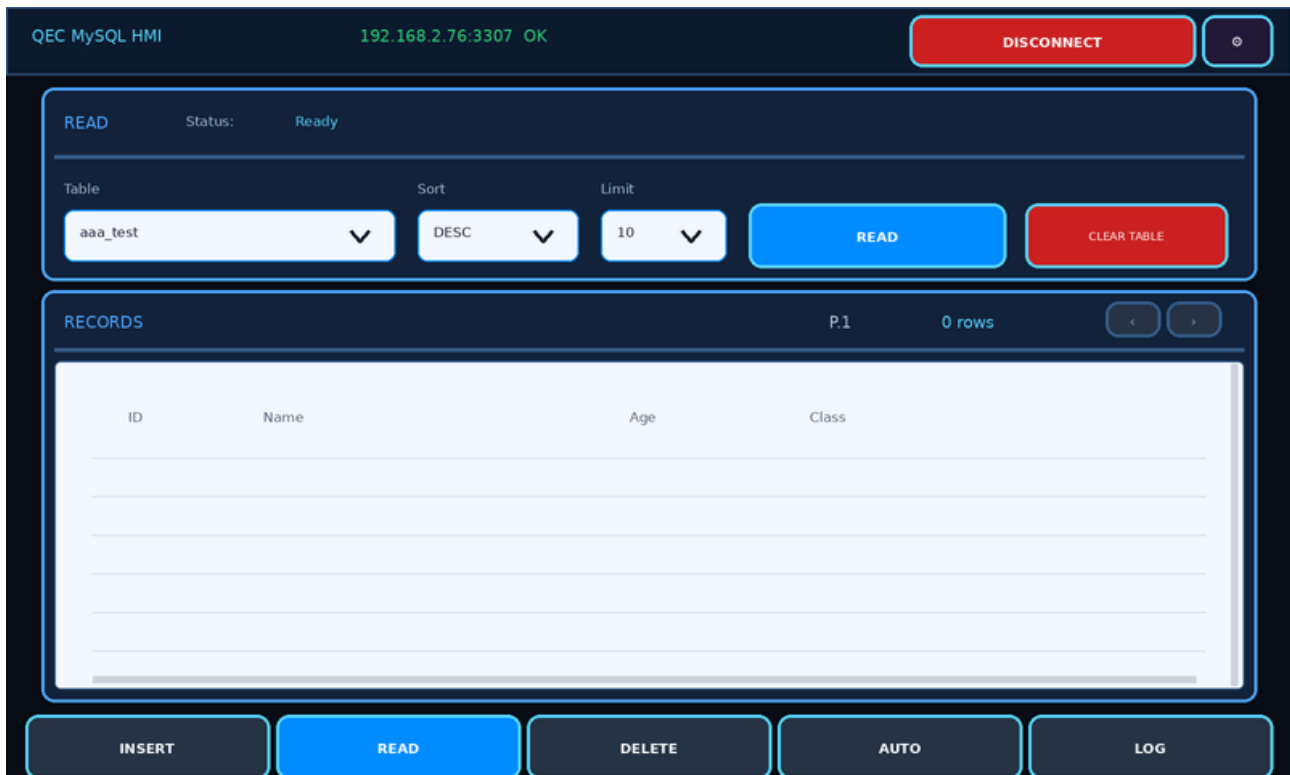 QEC MySQL HMI 192.168.2.76:3307 OK DISCONNECT ⚙
READ Status: Ready
Table Sort Limit
aaa_test DESC 10 READ CLEAR TABLE
RECORDS P.1 0 rows ‹ ›
ID Name Age Class
INSERT READ DELETE AUTO LOG